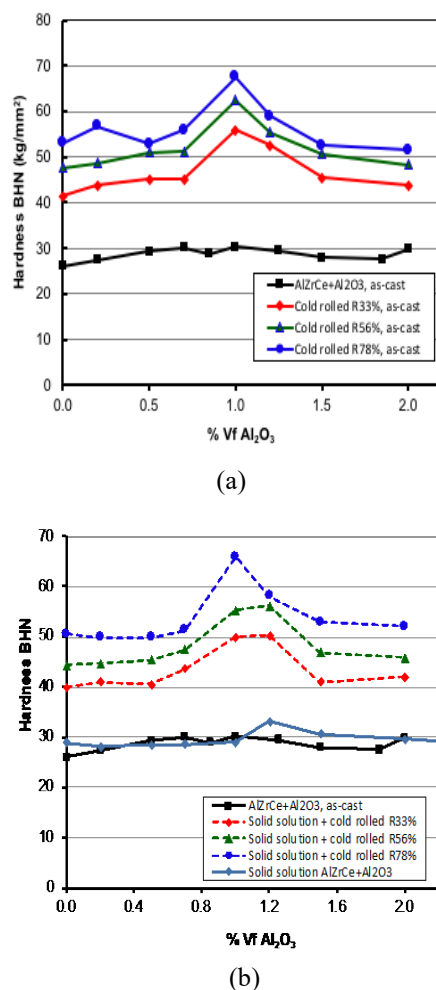 80
70
60
50
40
30
20
10
0
Hardness BHN (kg/mm²)
AlZrCe+Al2O3, as-cast
Cold rolled R33%, as-cast
Cold rolled R56%, as-cast
Cold rolled R78%, as-cast
0.0 0.5 1.0 1.5 2.0
% Vf Al₂O₃
(a)
70
60
50
40
30
20
10
0
Hardness BHN
AlZrCe+Al2O3, as-cast
Solid solution + cold rolled R33%
Solid solution + cold rolled R56%
Solid solution + cold rolled R78%
Solid solution AlZrCe+Al2O3
0.0 0.4 0.8 1.2 1.6 2.0
% Vf Al₂O₃
(b)